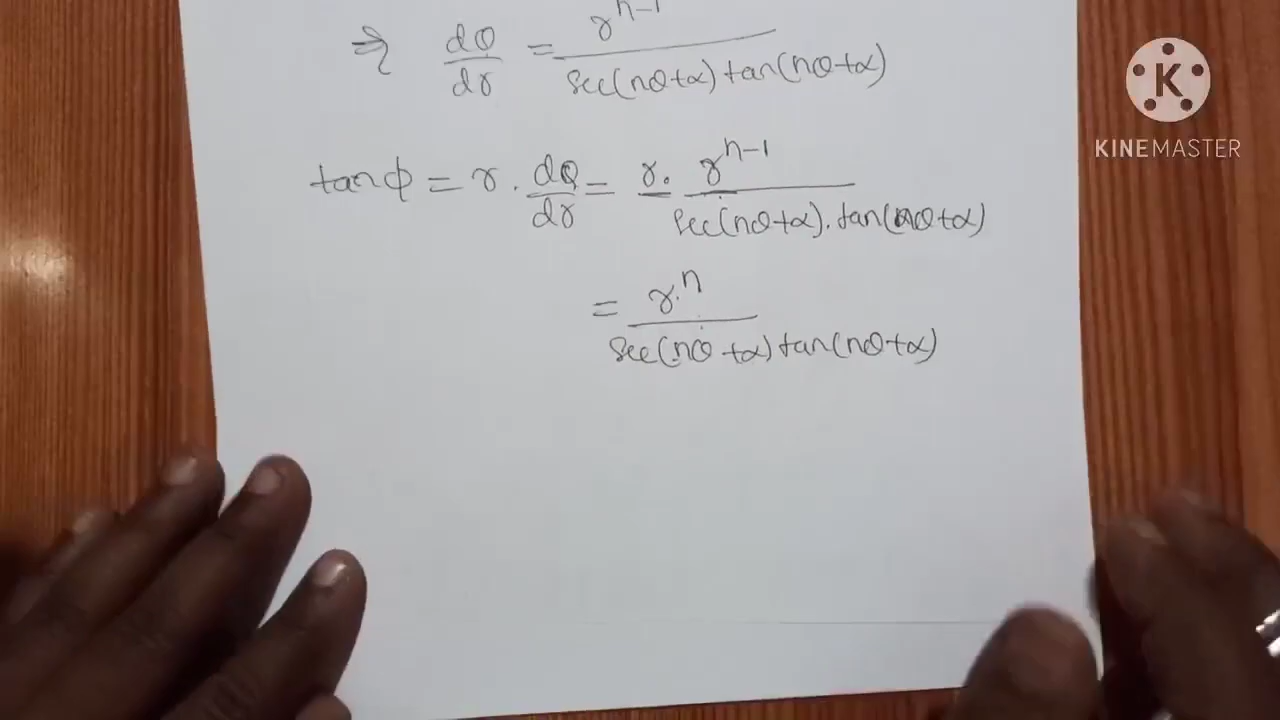 ⇒ dθ/dr = r^(n-1) / sec(nθ+α) tan(nθ+α)
K
KINEMASTER
tanφ = r . dθ/dr = r. r^(n-1) / sec(nθ+α). tan(nθ+α)
= r.^n / sec(nθ+α) tan(nθ+α)